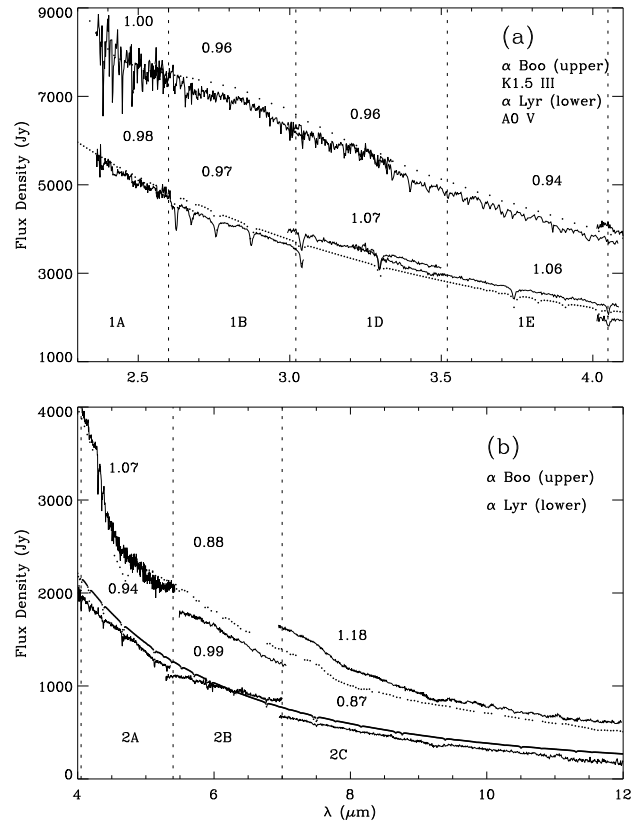 9000
7000
5000
3000
1000
Flux Density (Jy)
1.00
0.96
0.96
0.94
0.98
0.97
1.07
1.06
(a)
α Boo (upper)
K1.5 III
α Lyr (lower)
A0 V
1A
1B
1D
1E
2.5
3.0
3.5
4.0
4000
3000
2000
1000
0
Flux Density (Jy)
1.07
0.88
1.18
0.94
0.99
0.87
(b)
α Boo (upper)
α Lyr (lower)
2A
2B
2C
4
6
8
10
12
λ (μm)